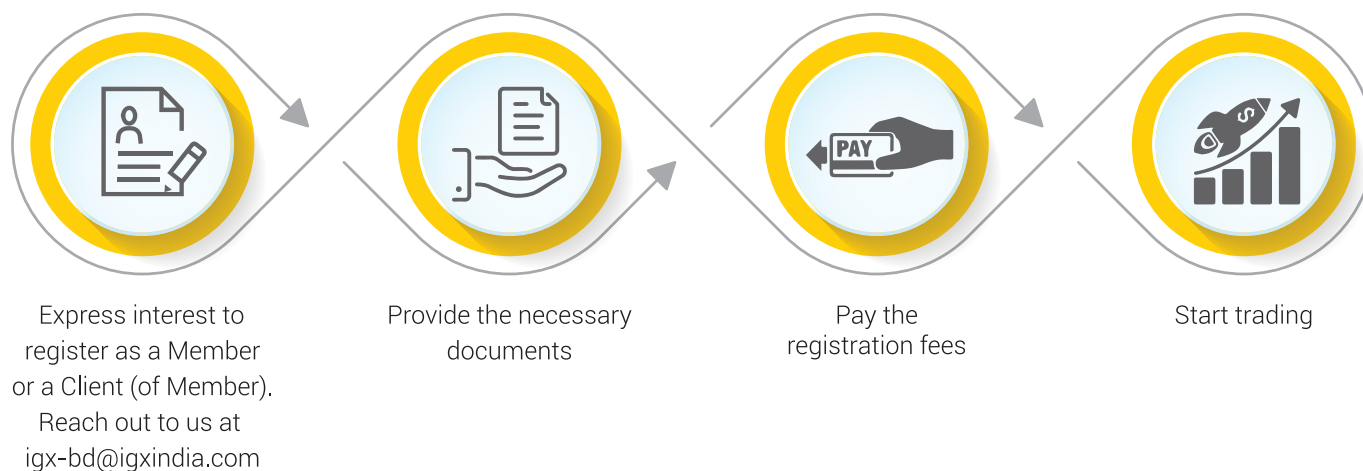 Express interest to
register as a Member
or a Client (of Member).
Reach out to us at
igx-bd@igxindia.com
Provide the necessary
documents
PAY
Pay the
registration fees
$
Start trading